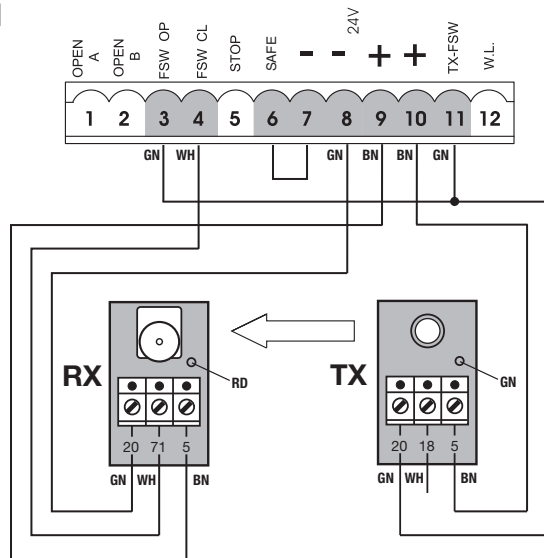 OPEN A
OPEN B
FSW OP
FSW CL
STOP
SAFE
-
-
24V
+
+
TX-FSW
W.L.
1 2 3 4 5 6 7 8 9 10 11 12
GN WH GN BN BN GN
RX
RD
TX
GN
20 71 5
GN WH BN
20 18 5
GN WH BN